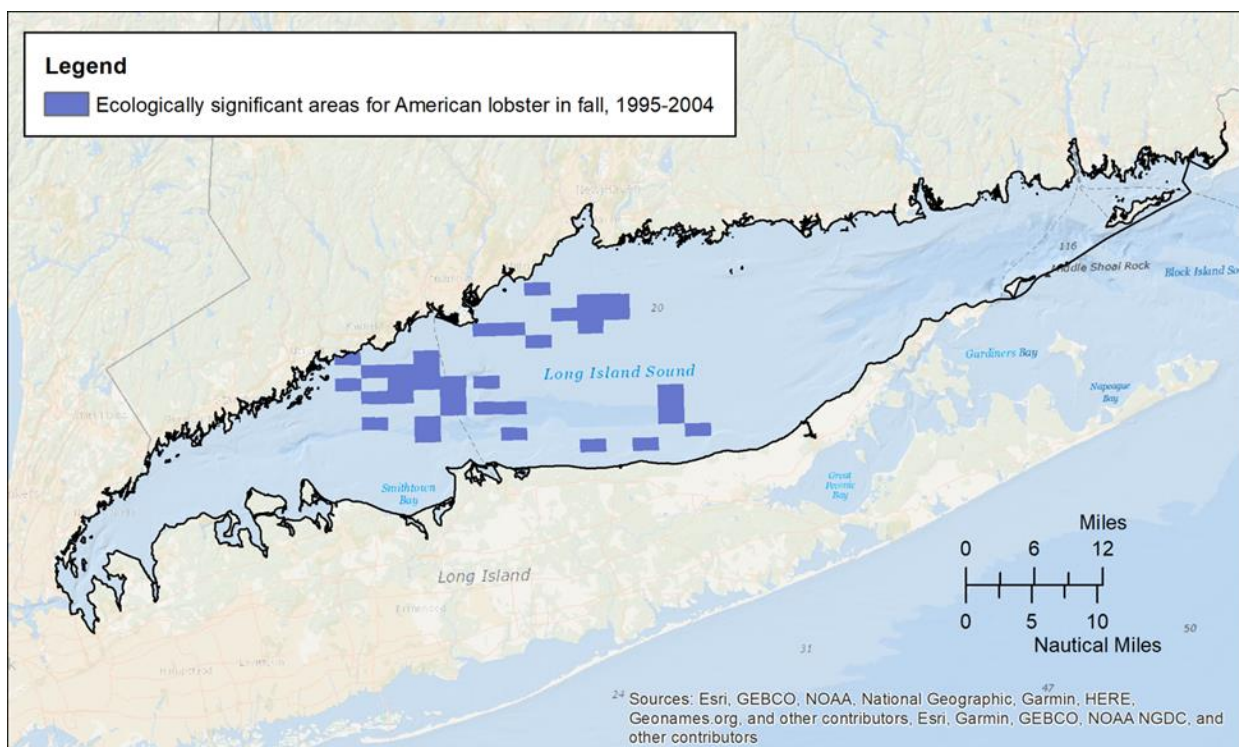 Legend
Ecologically significant areas for American lobster in fall, 1995-2004
New Haven
116
Middle Shoal Rock
Block Island So
20
Long Island Sound
Gardiners Bay
Napeague
Bay
Smithtown
Bay
Great
Peconic
Bay
Long Island
Miles
0 6 12
0 5 10
Nautical Miles
50
31
47
24
Sources: Esri, GEBCO, NOAA, National Geographic, Garmin, HERE,
Geonames.org, and other contributors, Esri, Garmin, GEBCO, NOAA NGDC, and
other contributors